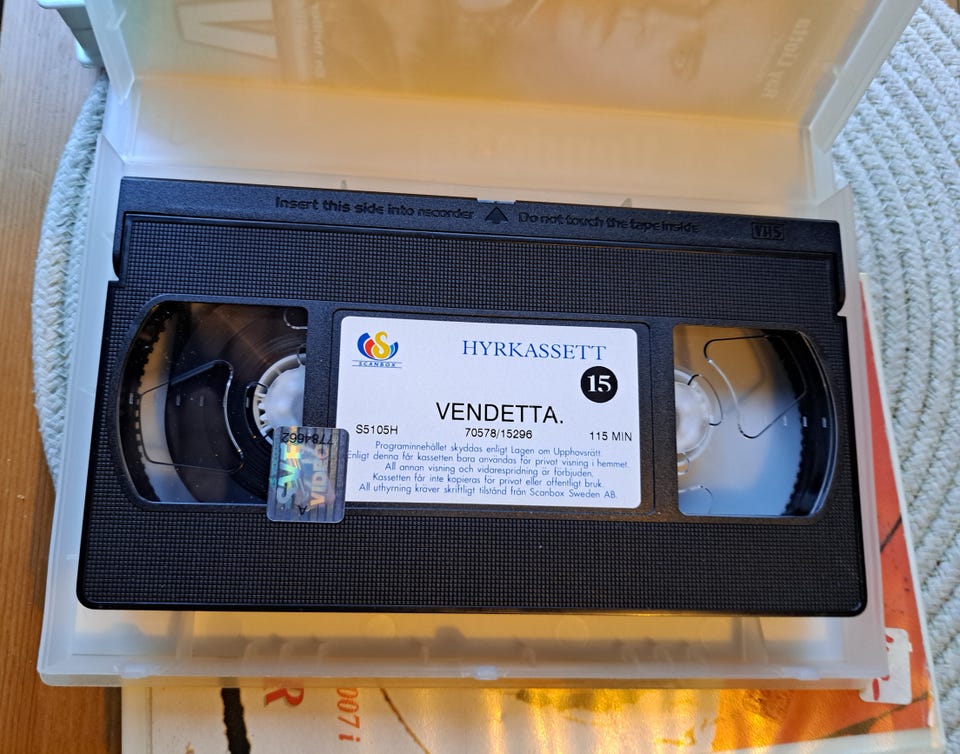 Insert this side into recorder
Do not touch the tape inside
VHS
SCANBOX
HYRKASSETT
15
VENDETTA.
S5105H
70578/15296
115 MIN
Programinnehållet skyddas enligt Lagen om Upphovsrätt.
Enligt denna får kassetten bara användas för privat visning i hemmet.
All annan visning och vidarespridning är förbjuden.
Kassetten får inte kopieras för privat eller offentligt bruk.
All uthyrning kräver skriftligt tilstånd från Scanbox Sweden AB.
7784662
VIDEO
A
R
007 i